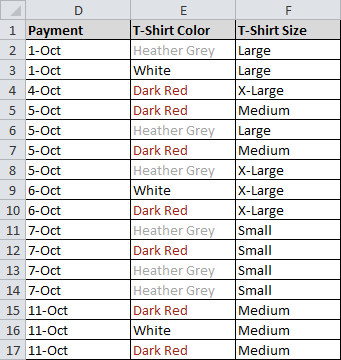 D E F
1 Payment T-Shirt Color T-Shirt Size
2 1-Oct Heather Grey Large
3 1-Oct White Large
4 4-Oct Dark Red X-Large
5 5-Oct Dark Red Medium
6 5-Oct Heather Grey Large
7 5-Oct Dark Red Medium
8 5-Oct Heather Grey X-Large
9 6-Oct White X-Large
10 6-Oct Dark Red X-Large
11 7-Oct Heather Grey Small
12 7-Oct Dark Red Small
13 7-Oct Heather Grey Small
14 7-Oct Heather Grey Small
15 11-Oct Dark Red Medium
16 11-Oct White Medium
17 11-Oct Dark Red Medium